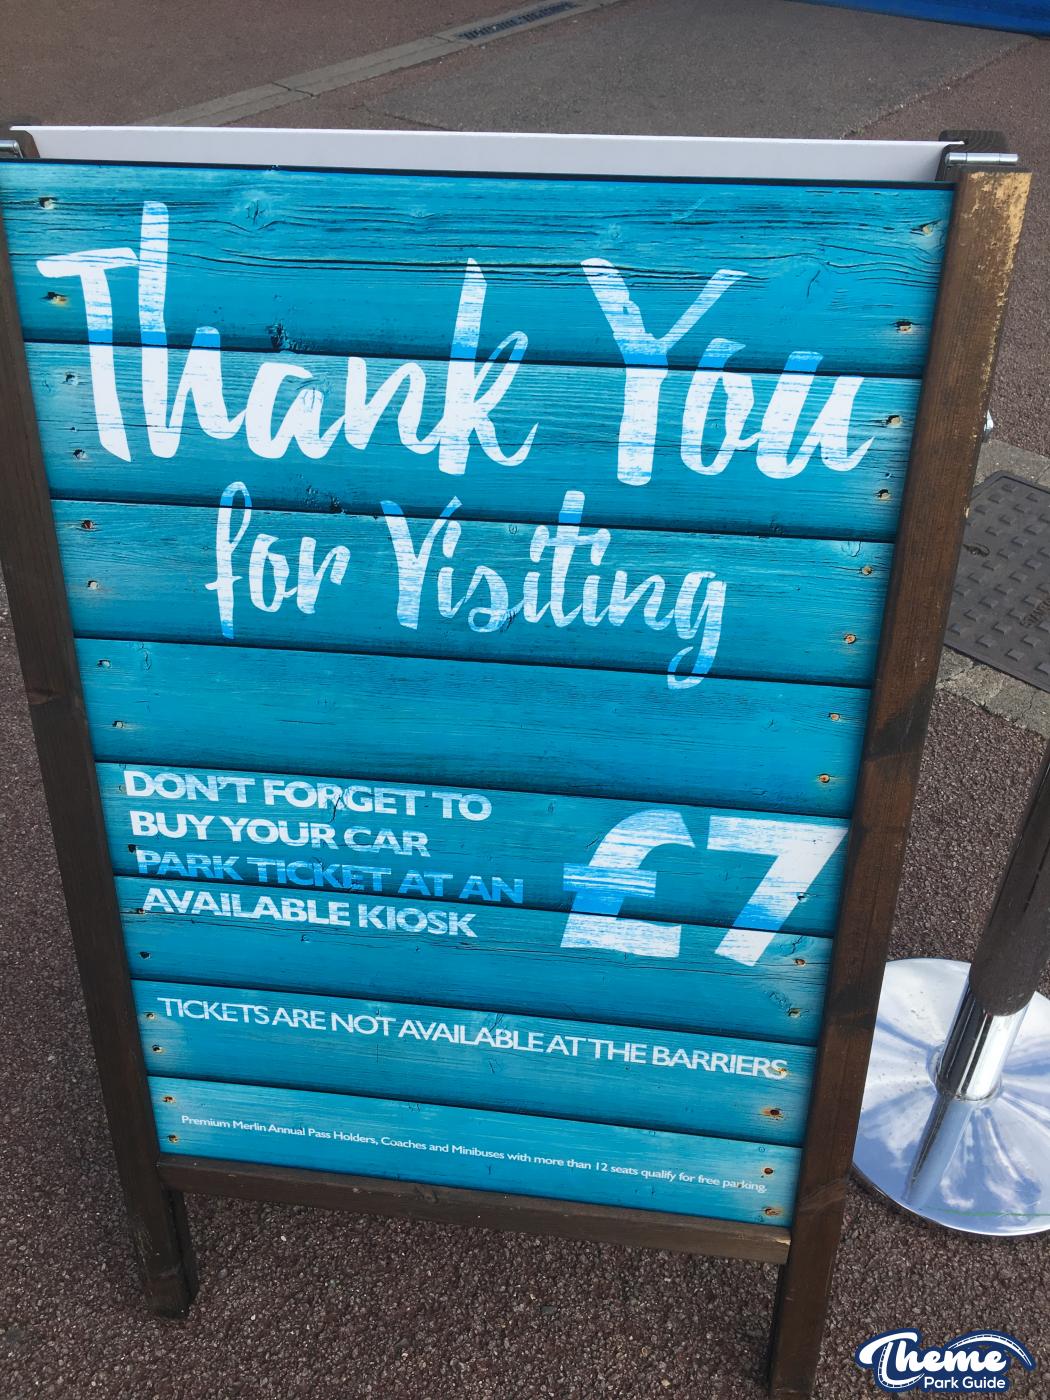 Thank You
for Visiting
DON'T FORGET TO
BUY YOUR CAR
PARK TICKET AT AN
AVAILABLE KIOSK
£7
TICKETS ARE NOT AVAILABLE AT THE BARRIERS
Premium Merlin Annual Pass Holders, Coaches and Minibuses with more than 12 seats qualify for free parking.
Theme
Park Guide